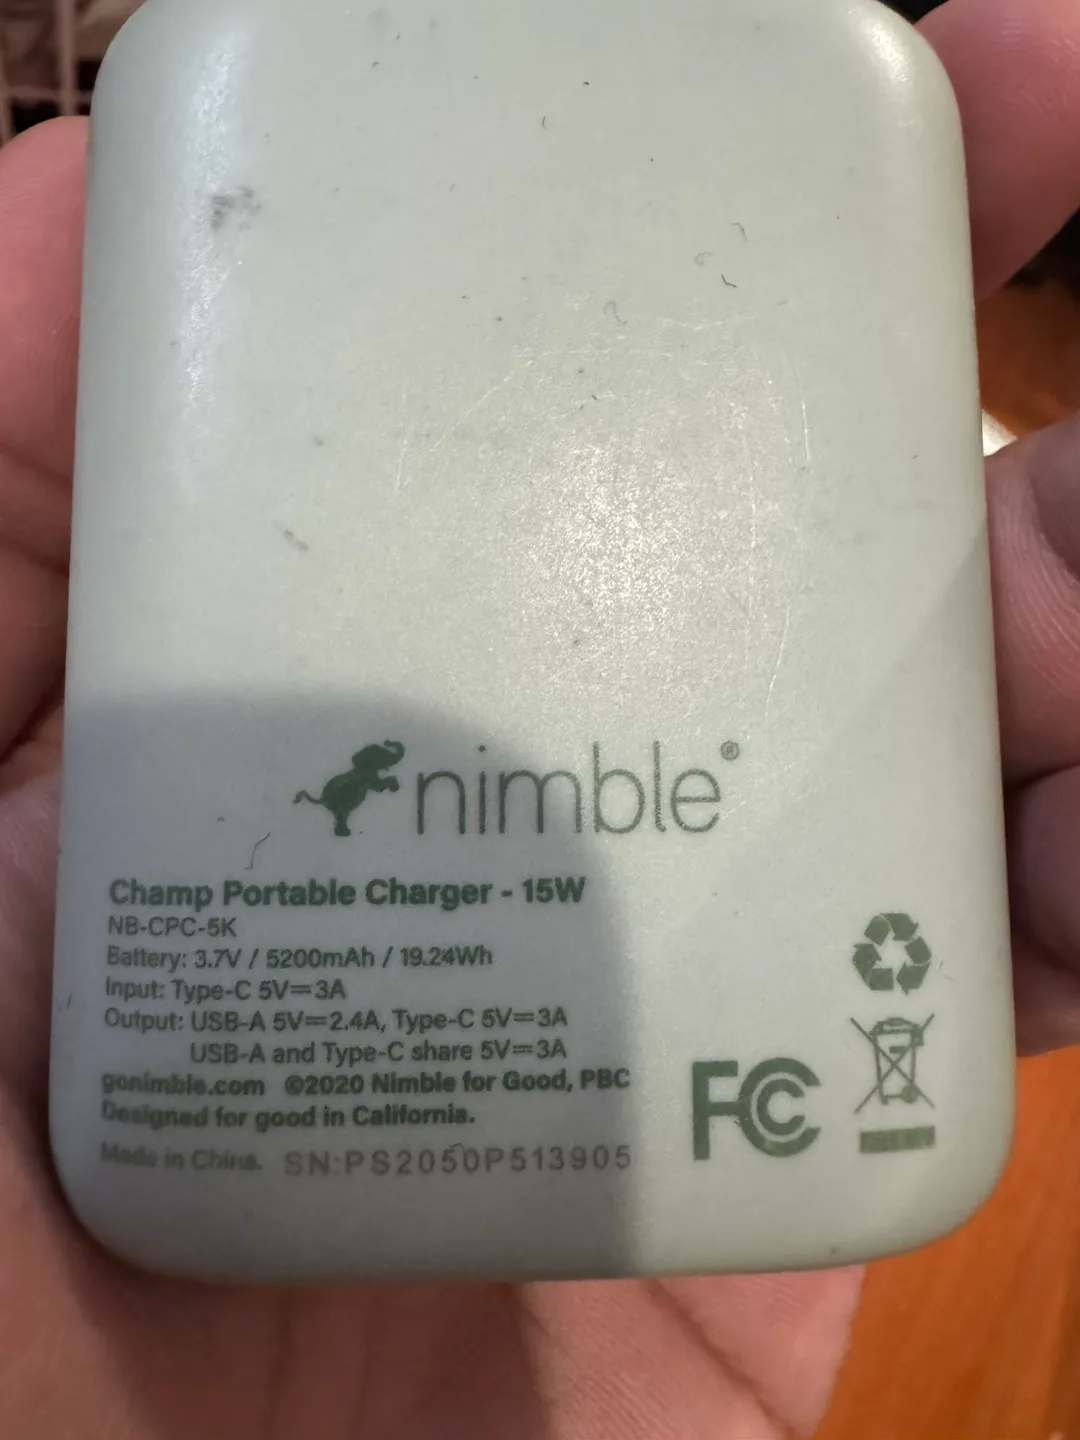 nimble®
Champ Portable Charger - 15W
NB-CPC-5K
Battery: 3.7V / 5200mAh / 19.24Wh
Input: Type-C 5V⎓3A
Output: USB-A 5V⎓2.4A, Type-C 5V⎓3A
USB-A and Type-C share 5V⎓3A
gonimble.com ©2020 Nimble for Good, PBC
Designed for good in California.
Made in China. SN:PS2050P513905
FC